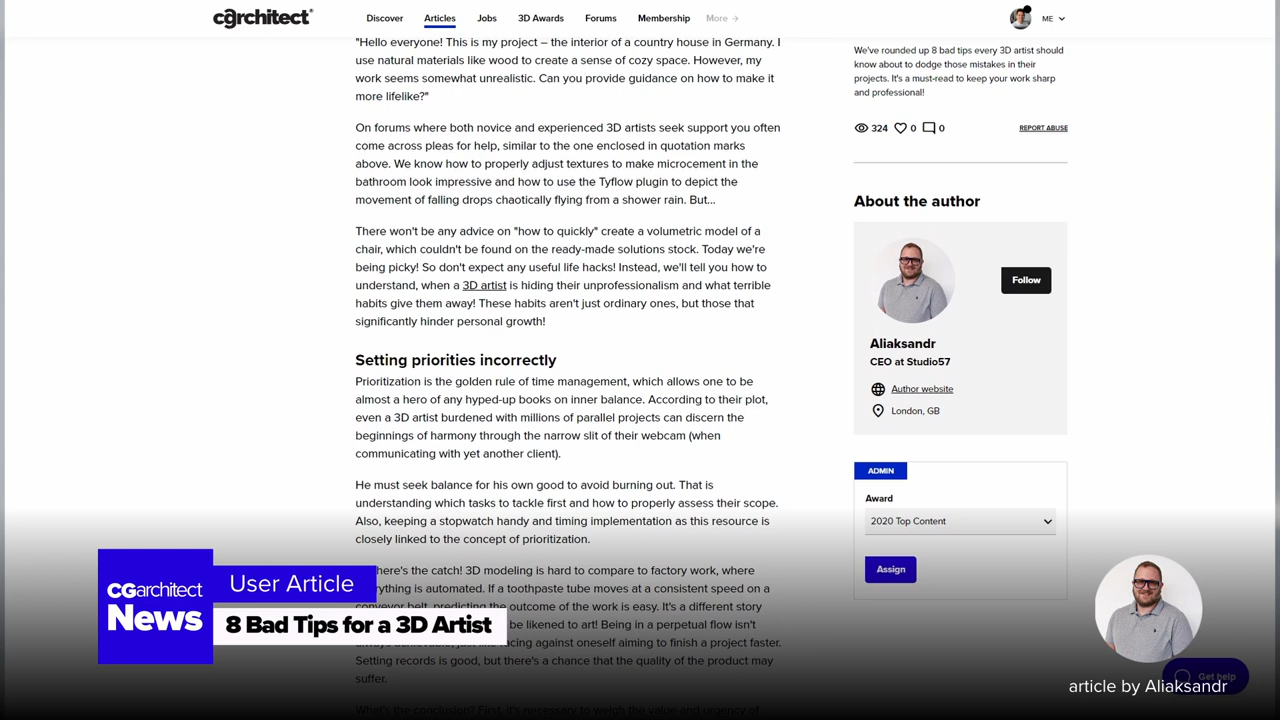 cgarchitect
Discover
Articles
Jobs
3D Awards
Forums
Membership
More
ME
"Hello everyone! This is my project – the interior of a country house in Germany. I
use natural materials like wood to create a sense of cozy space. However, my
work seems somewhat unrealistic. Can you provide guidance on how to make it
more lifelike?"
On forums where both novice and experienced 3D artists seek support you often
come across pleas for help, similar to the one enclosed in quotation marks
above. We know how to properly adjust textures to make microcement in the
bathroom look impressive and how to use the Tyflow plugin to depict the
movement of falling drops chaotically flying from a shower rain. But...
There won't be any advice on "how to quickly" create a volumetric model of a
chair, which couldn't be found on the ready-made solutions stock. Today we're
being picky! So don't expect any useful life hacks! Instead, we'll tell you how to
understand, when a 3D artist is hiding their unprofessionalism and what terrible
habits give them away! These habits aren't just ordinary ones, but those that
significantly hinder personal growth!
Setting priorities incorrectly
Prioritization is the golden rule of time management, which allows one to be
almost a hero of any hyped-up books on inner balance. According to their plot,
even a 3D artist burdened with millions of parallel projects can discern the
beginnings of harmony through the narrow slit of their webcam (when
communicating with yet another client).
He must seek balance for his own good to avoid burning out. That is
understanding which tasks to tackle first and how to properly assess their scope.
Also, keeping a stopwatch handy and timing implementation as this resource is
closely linked to the concept of prioritization.
here's the catch! 3D modeling is hard to compare to factory work, where
ything is automated. If a toothpaste tube moves at a consistent speed on a
conveyor belt, predicting the outcome of the work is easy. It's a different story
be likened to art! Being in a perpetual flow isn't
always achievable, just like racing against oneself aiming to finish a project faster.
Setting records is good, but there's a chance that the quality of the product may
suffer.
What's the conclusion? First, it's necessary to weigh the value and urgency of
We've rounded up 8 bad tips every 3D artist should
know about to dodge those mistakes in their
projects. It's a must-read to keep your work sharp
and professional!
324 0 0
REPORT ABUSE
About the author
Follow
Aliaksandr
CEO at Studio57
Author website
London, GB
ADMIN
Award
2020 Top Content
Assign
CGarchitect
News
User Article
8 Bad Tips for a 3D Artist
Get help
article by Aliaksandr